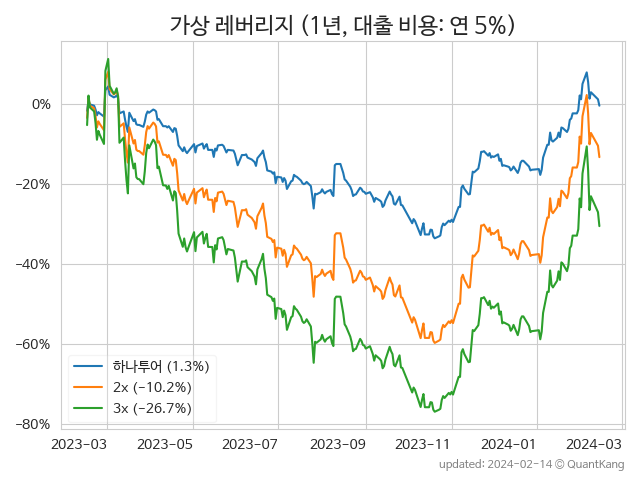 가상 레버리지 (1년, 대출 비용: 연 5%)
0%
−20%
−40%
−60%
−80%
하나투어 (1.3%)
2x (−10.2%)
3x (−26.7%)
2023−03 2023−05 2023−07 2023−09 2023−11 2024−01 2024−03
updated: 2024−02−14 © QuantKang